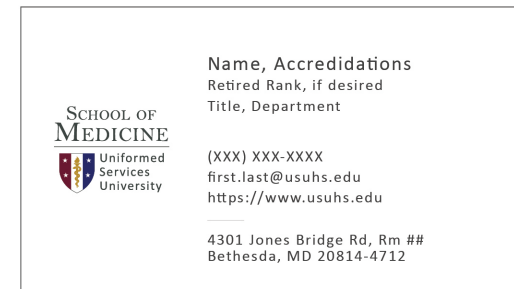 SCHOOL OF
MEDICINE
Uniformed
Services
University
Name, Accredidations
Retired Rank, if desired
Title, Department
(XXX) XXX-XXXX
first.last@usuhs.edu
https://www.usuhs.edu
4301 Jones Bridge Rd, Rm ##
Bethesda, MD 20814-4712